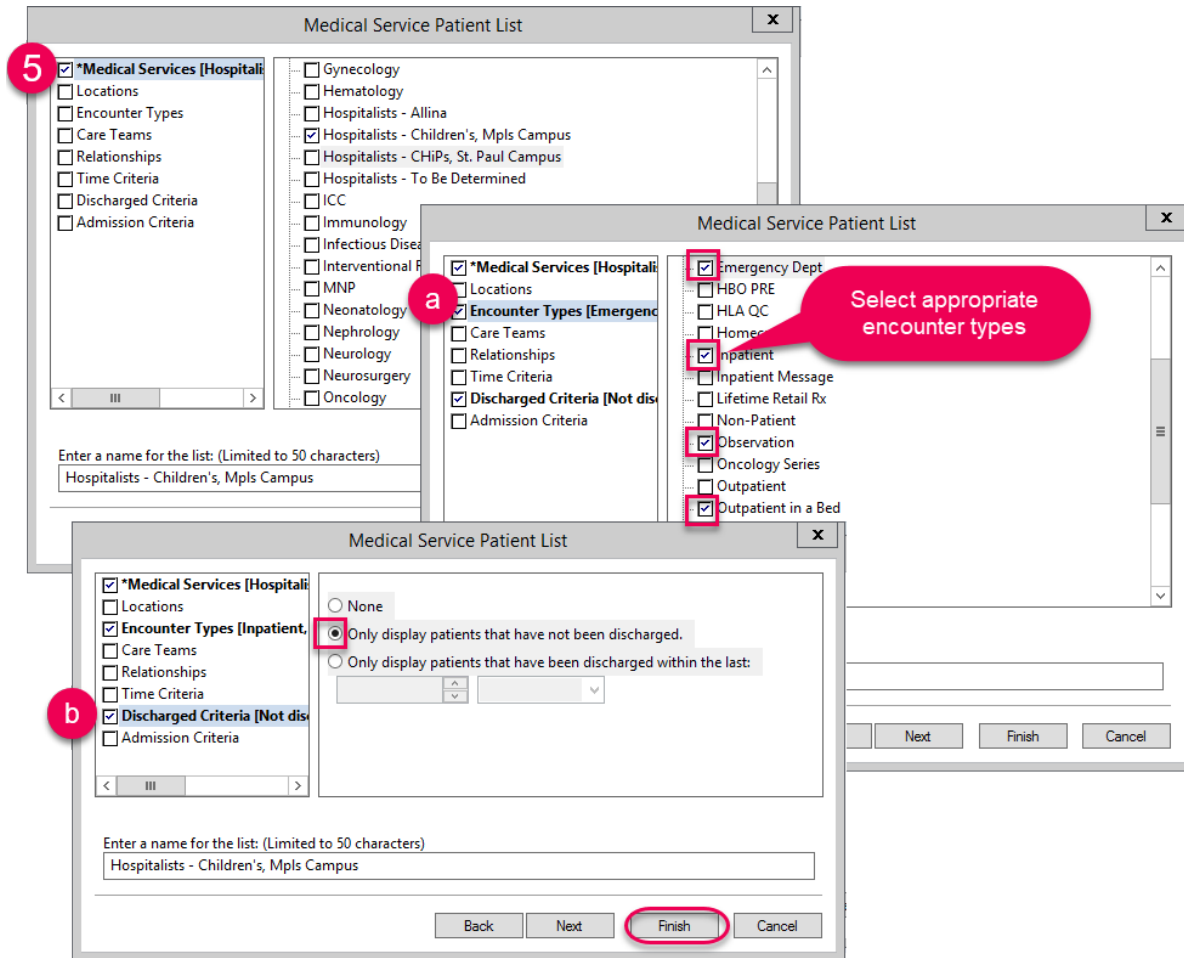 Medical Service Patient List
x
5
*Medical Services [Hospitali
Locations
Encounter Types
Care Teams
Relationships
Time Criteria
Discharged Criteria
Admission Criteria
Gynecology
Hematology
Hospitalists - Allina
Hospitalists - Children's, Mpls Campus
Hospitalists - CHiPs, St. Paul Campus
Hospitalists - To Be Determined
ICC
Immunology
Infectious Disea
Interventional
MNP
Neonatology
Nephrology
Neurology
Neurosurgery
Oncology
Enter a name for the list: (Limited to 50 characters)
Hospitalists - Children's, Mpls Campus
Medical Service Patient List
x
a
*Medical Services [Hospitali
Locations
Encounter Types [Emergenc
Care Teams
Relationships
Time Criteria
Discharged Criteria [Not dis
Admission Criteria
Emergency Dept
HBO PRE
HLA QC
Homec
Inpatient
Inpatient Message
Lifetime Retail Rx
Non-Patient
Observation
Oncology Series
Outpatient
Outpatient in a Bed
Select appropriate
encounter types
Next Finish Cancel
Medical Service Patient List
x
b
*Medical Services [Hospitali
Locations
Encounter Types [Inpatient,
Care Teams
Relationships
Time Criteria
Discharged Criteria [Not dis
Admission Criteria
None
Only display patients that have not been discharged.
Only display patients that have been discharged within the last:
Enter a name for the list: (Limited to 50 characters)
Hospitalists - Children's, Mpls Campus
Back Next Finish Cancel